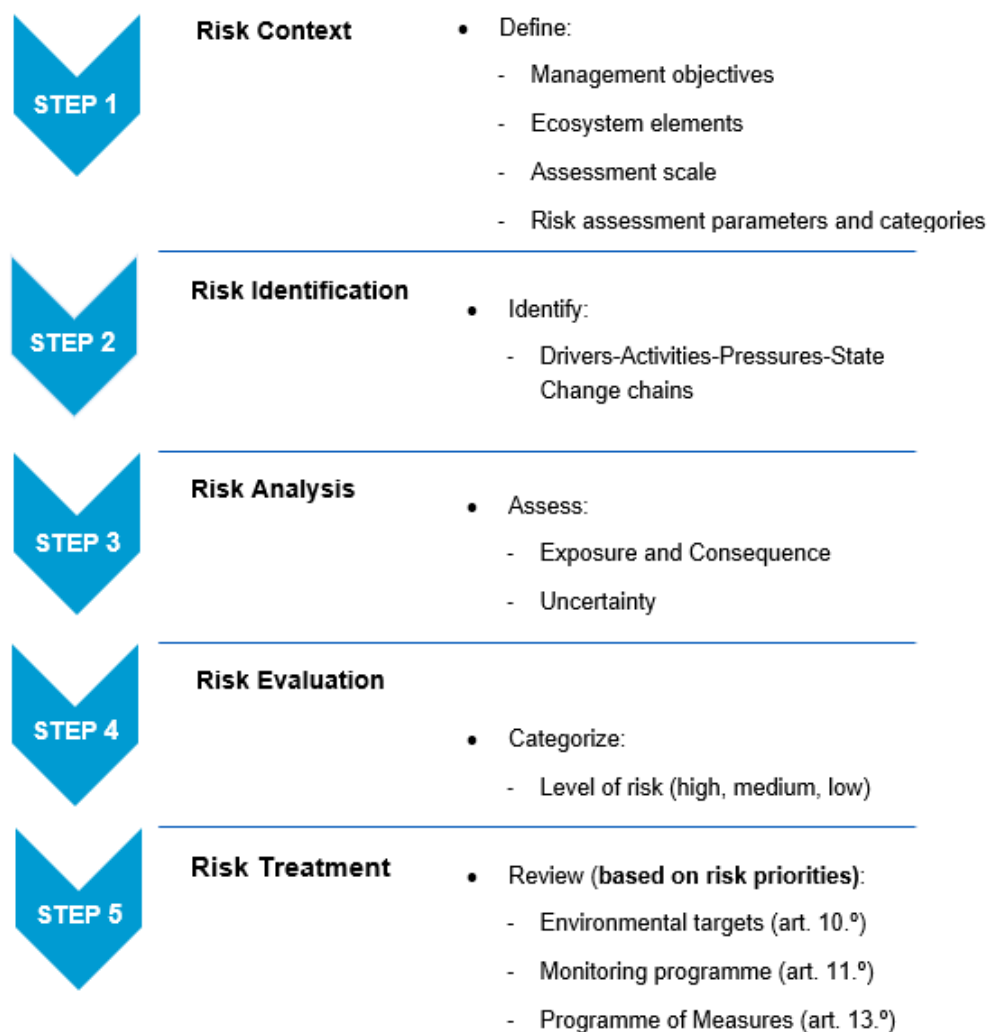 STEP 1
Risk Context
• Define:
- Management objectives
- Ecosystem elements
- Assessment scale
- Risk assessment parameters and categories
STEP 2
Risk Identification
• Identify:
- Drivers-Activities-Pressures-State
Change chains
STEP 3
Risk Analysis
• Assess:
- Exposure and Consequence
- Uncertainty
STEP 4
Risk Evaluation
• Categorize:
- Level of risk (high, medium, low)
STEP 5
Risk Treatment
• Review (based on risk priorities):
- Environmental targets (art. 10.º)
- Monitoring programme (art. 11.º)
- Programme of Measures (art. 13.º)